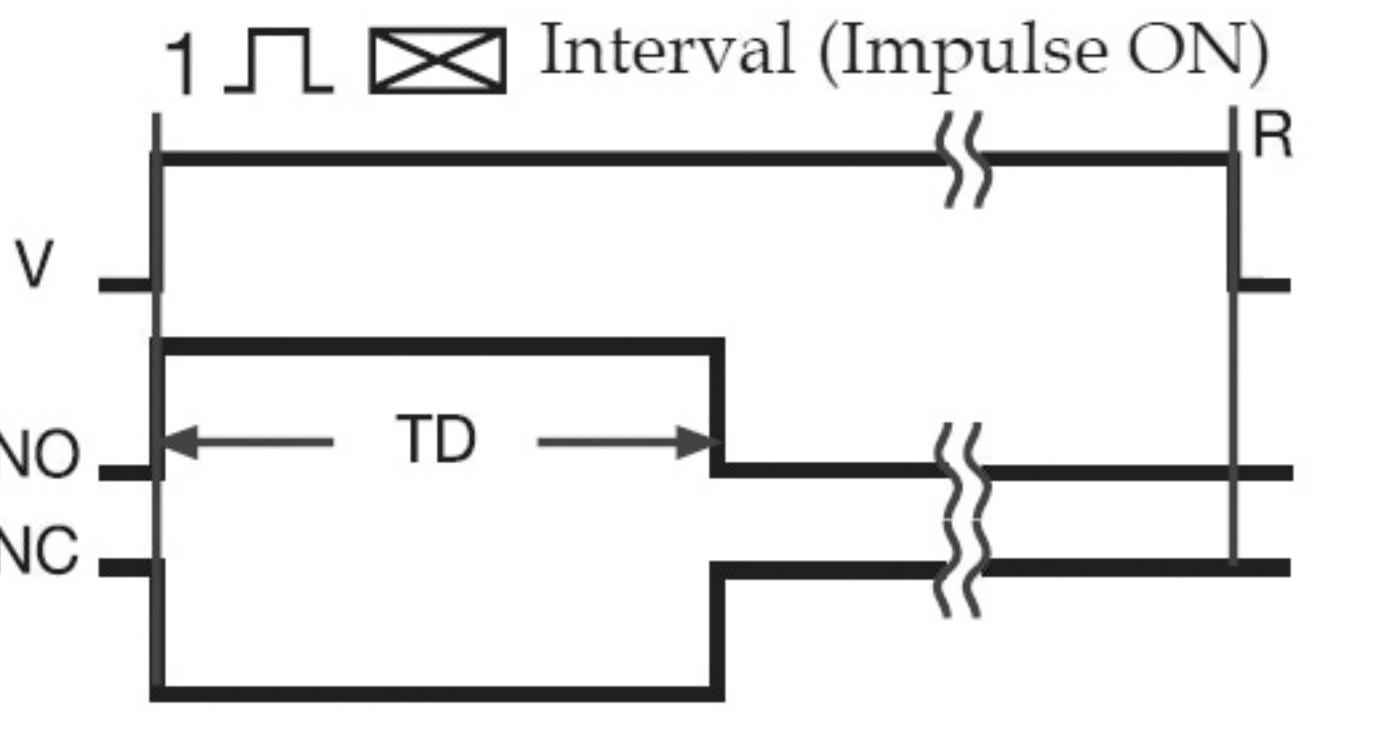 1 Interval (Impulse ON)
R
V
TD
NO
NC